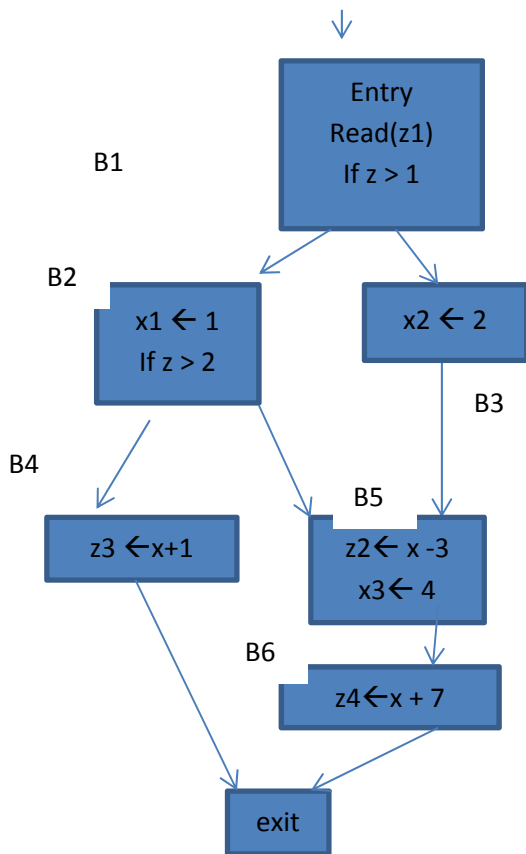 Entry
Read(z1)
If z > 1
B1
B2
x1 ← 1
If z > 2
x2 ← 2
B3
B4
B5
z3 ←x+1
z2← x -3
x3← 4
B6
z4←x + 7
exit